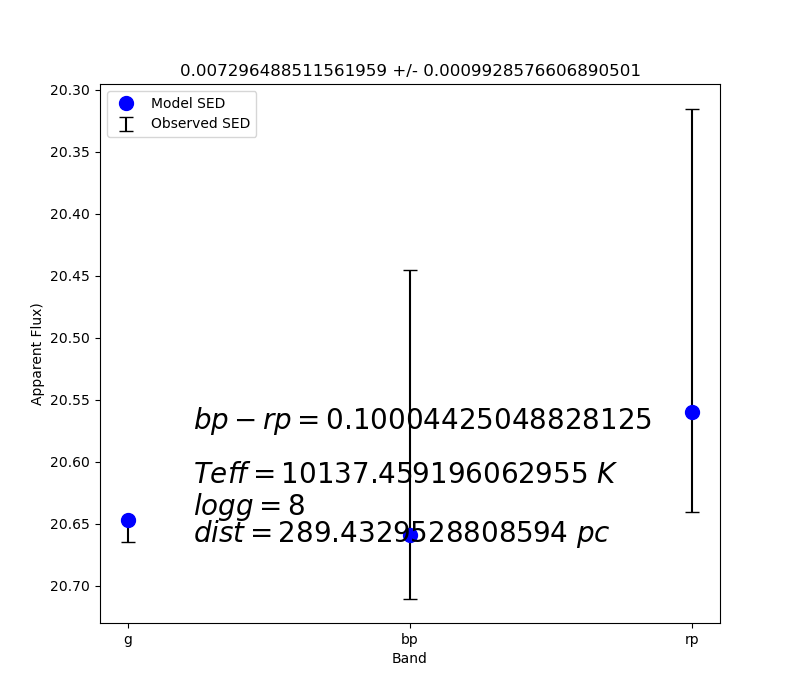 0.007296488511561959 +/- 0.0009928576606890501
20.30
Model SED
Observed SED
20.35
20.40
20.45
20.50
20.55
20.60
20.65
20.70
Apparent Flux)
bp − rp = 0.10004425048828125
Teff = 10137.459196062955 K
logg = 8
dist = 289.4329528808594 pc
g bp rp
Band